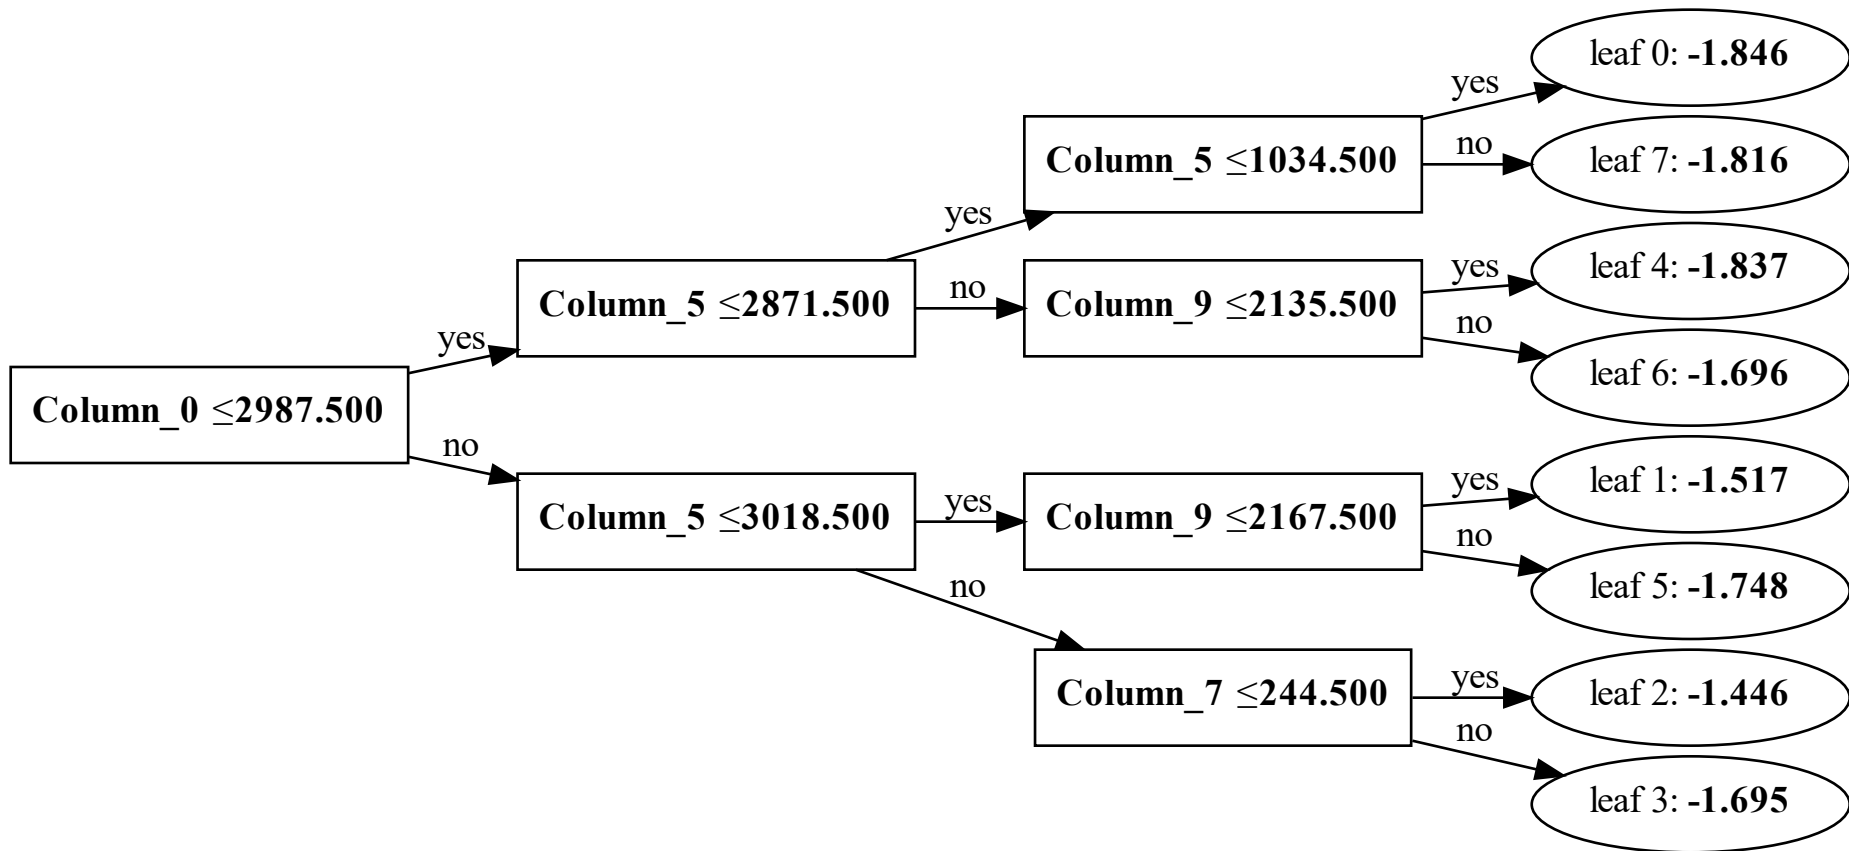 leaf 0: -1.846
yes
Column_5 ≤1034.500
no
leaf 7: -1.816
yes
leaf 4: -1.837
yes
Column_5 ≤2871.500
no
Column_9 ≤2135.500
no
leaf 6: -1.696
yes
Column_0 ≤2987.500
no
leaf 1: -1.517
yes
Column_5 ≤3018.500
yes
Column_9 ≤2167.500
no
leaf 5: -1.748
no
yes
leaf 2: -1.446
Column_7 ≤244.500
no
leaf 3: -1.695